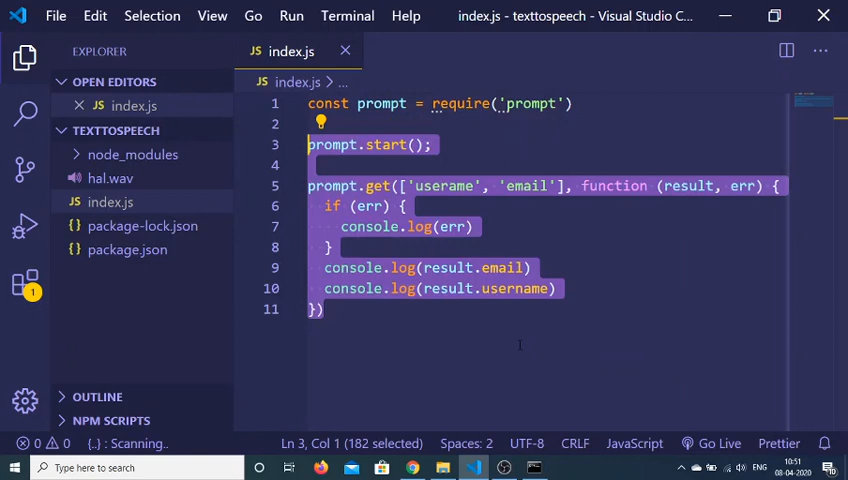 File Edit Selection View Go Run Terminal Help index.js - texttospeech - Visual Studio C...
EXPLORER
index.js
OPEN EDITORS
index.js
index.js > ...
TEXTTOSPEECH
node_modules
hal.wav
index.js
package-lock.json
package.json
OUTLINE
NPM SCRIPTS
1 const prompt = require('prompt')
2
3 prompt.start();
4
5 prompt.get(['userame', 'email'], function (result, err) {
6 if (err) {
7 console.log(err)
8 }
9 console.log(result.email)
10 console.log(result.username)
11 })
1
0 0 {..} : Scanning.. Ln 3, Col 1 (182 selected) Spaces: 2 UTF-8 CRLF JavaScript Go Live Prettier
Type here to search
ENG
10:51
08-04-2020